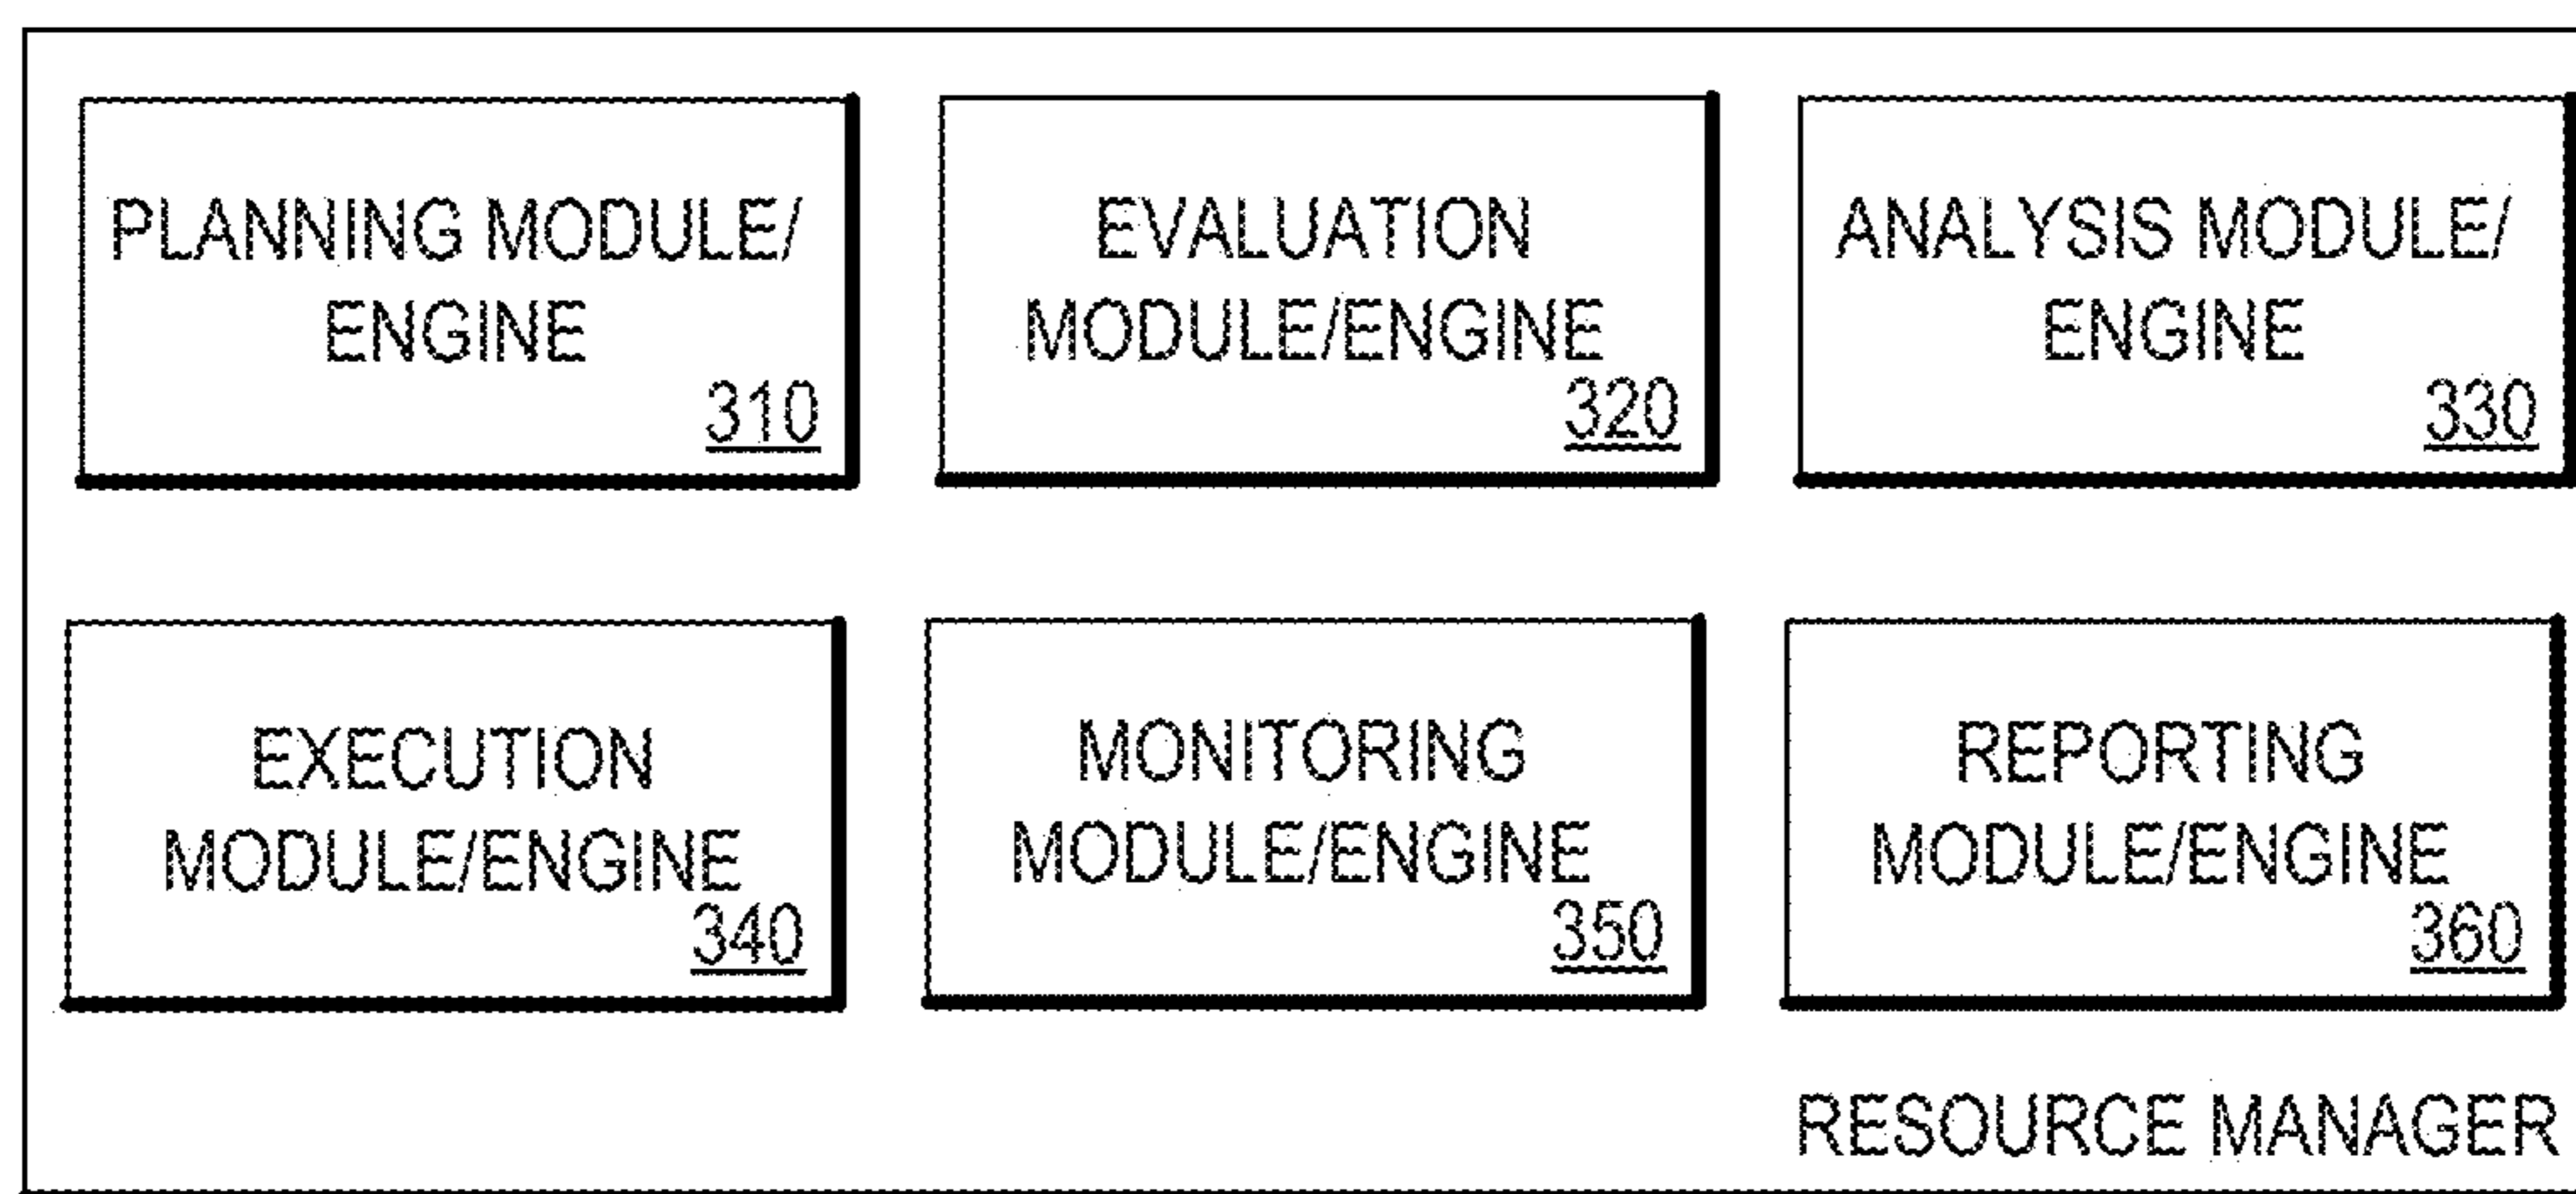 PLANNING MODULE/
ENGINE
310
EVALUATION
MODULE/ENGINE
320
ANALYSIS MODULE/
ENGINE
330
EXECUTION
MODULE/ENGINE
340
MONITORING
MODULE/ENGINE
350
REPORTING
MODULE/ENGINE
360
RESOURCE MANAGER